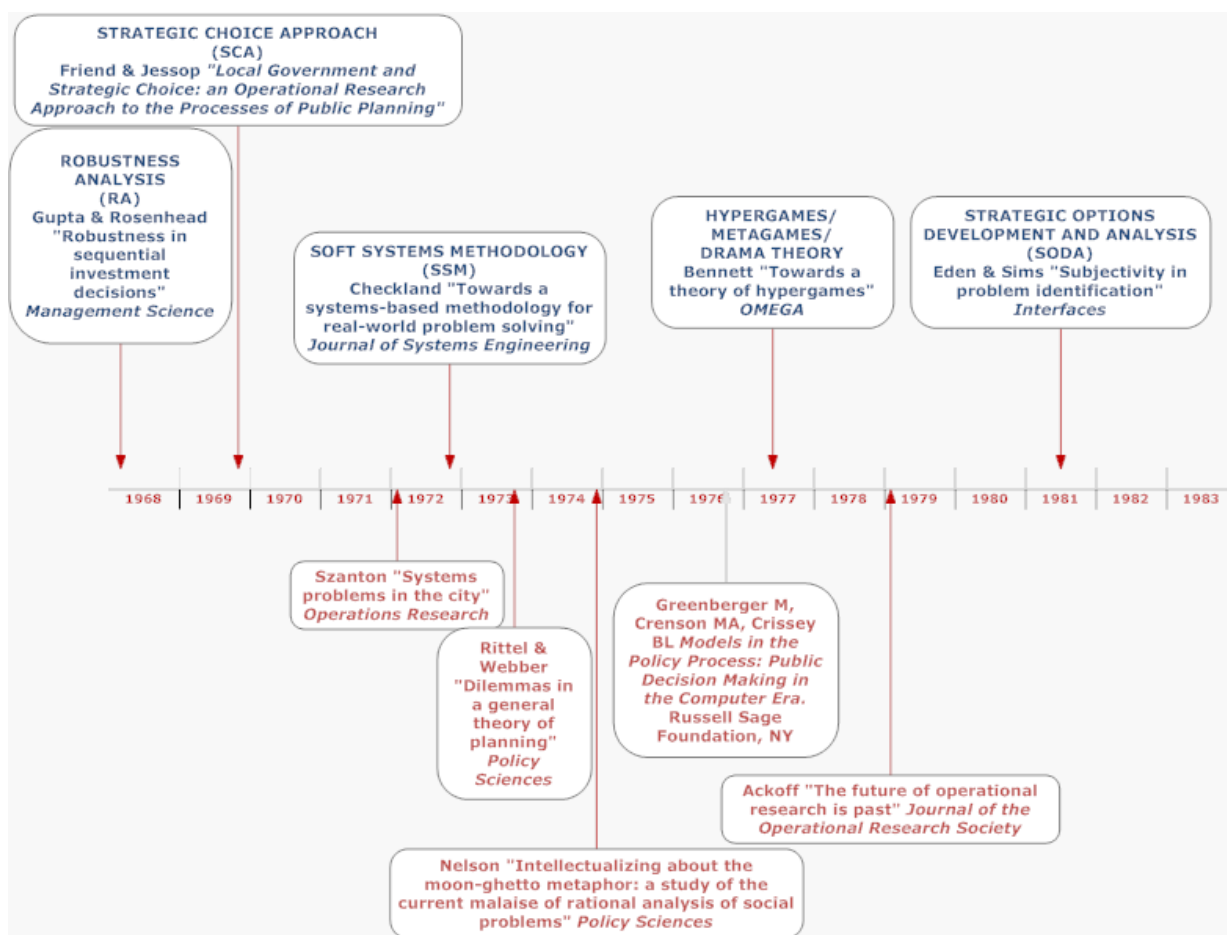 STRATEGIC CHOICE APPROACH
(SCA)
Friend & Jessop "Local Government and
Strategic Choice: an Operational Research
Approach to the Processes of Public Planning"
ROBUSTNESS
ANALYSIS
(RA)
Gupta & Rosenhead
"Robustness in
sequential
investment
decisions"
Management Science
SOFT SYSTEMS METHODOLOGY
(SSM)
Checkland "Towards a
systems-based methodology for
real-world problem solving"
Journal of Systems Engineering
HYPERGAMES/
METAGAMES/
DRAMA THEORY
Bennett "Towards a
theory of hypergames"
OMEGA
STRATEGIC OPTIONS
DEVELOPMENT AND ANALYSIS
(SODA)
Eden & Sims "Subjectivity in
problem identification"
Interfaces
1968 1969 1970 1971 1972 1973 1974 1975 1976 1977 1978 1979 1980 1981 1982 1983
Szanton "Systems
problems in the city"
Operations Research
Rittel &
Webber
"Dilemmas in
a general
theory of
planning"
Policy
Sciences
Nelson "Intellectualizing about the
moon-ghetto metaphor: a study of the
current malaise of rational analysis of social
problems" Policy Sciences
Greenberger M,
Crenson MA, Crissey
BL Models in the
Policy Process: Public
Decision Making in
the Computer Era.
Russell Sage
Foundation, NY
Ackoff "The future of operational
research is past" Journal of the
Operational Research Society